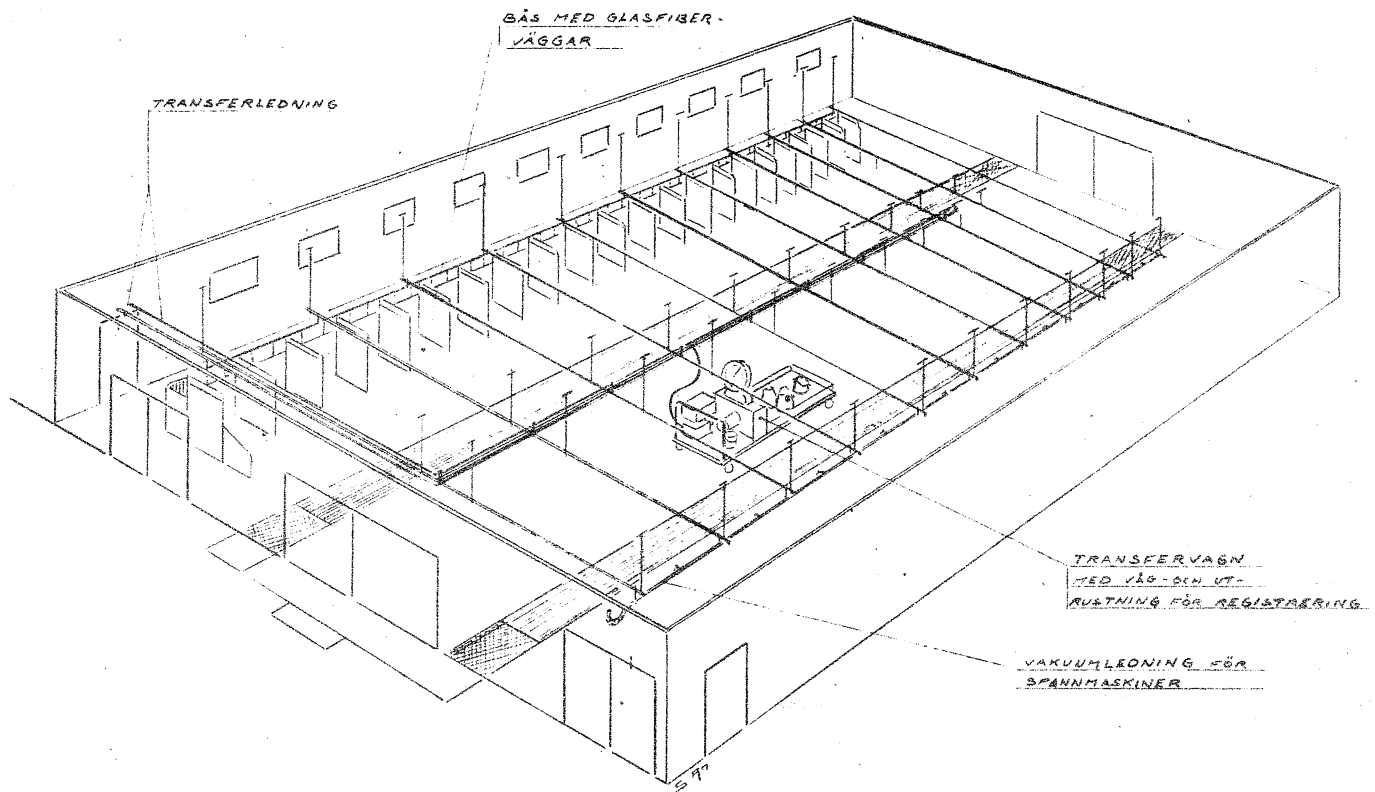 BÅS MED GLASFIBER-
VÄGGAR
TRANSFERLEDNING
TRANSFERVAGN
MED VÅG-OCH UT-
RUSTNING FÖR REGISTRERING
VAKUUMLEDNING FÖR
SPANNMASKINER